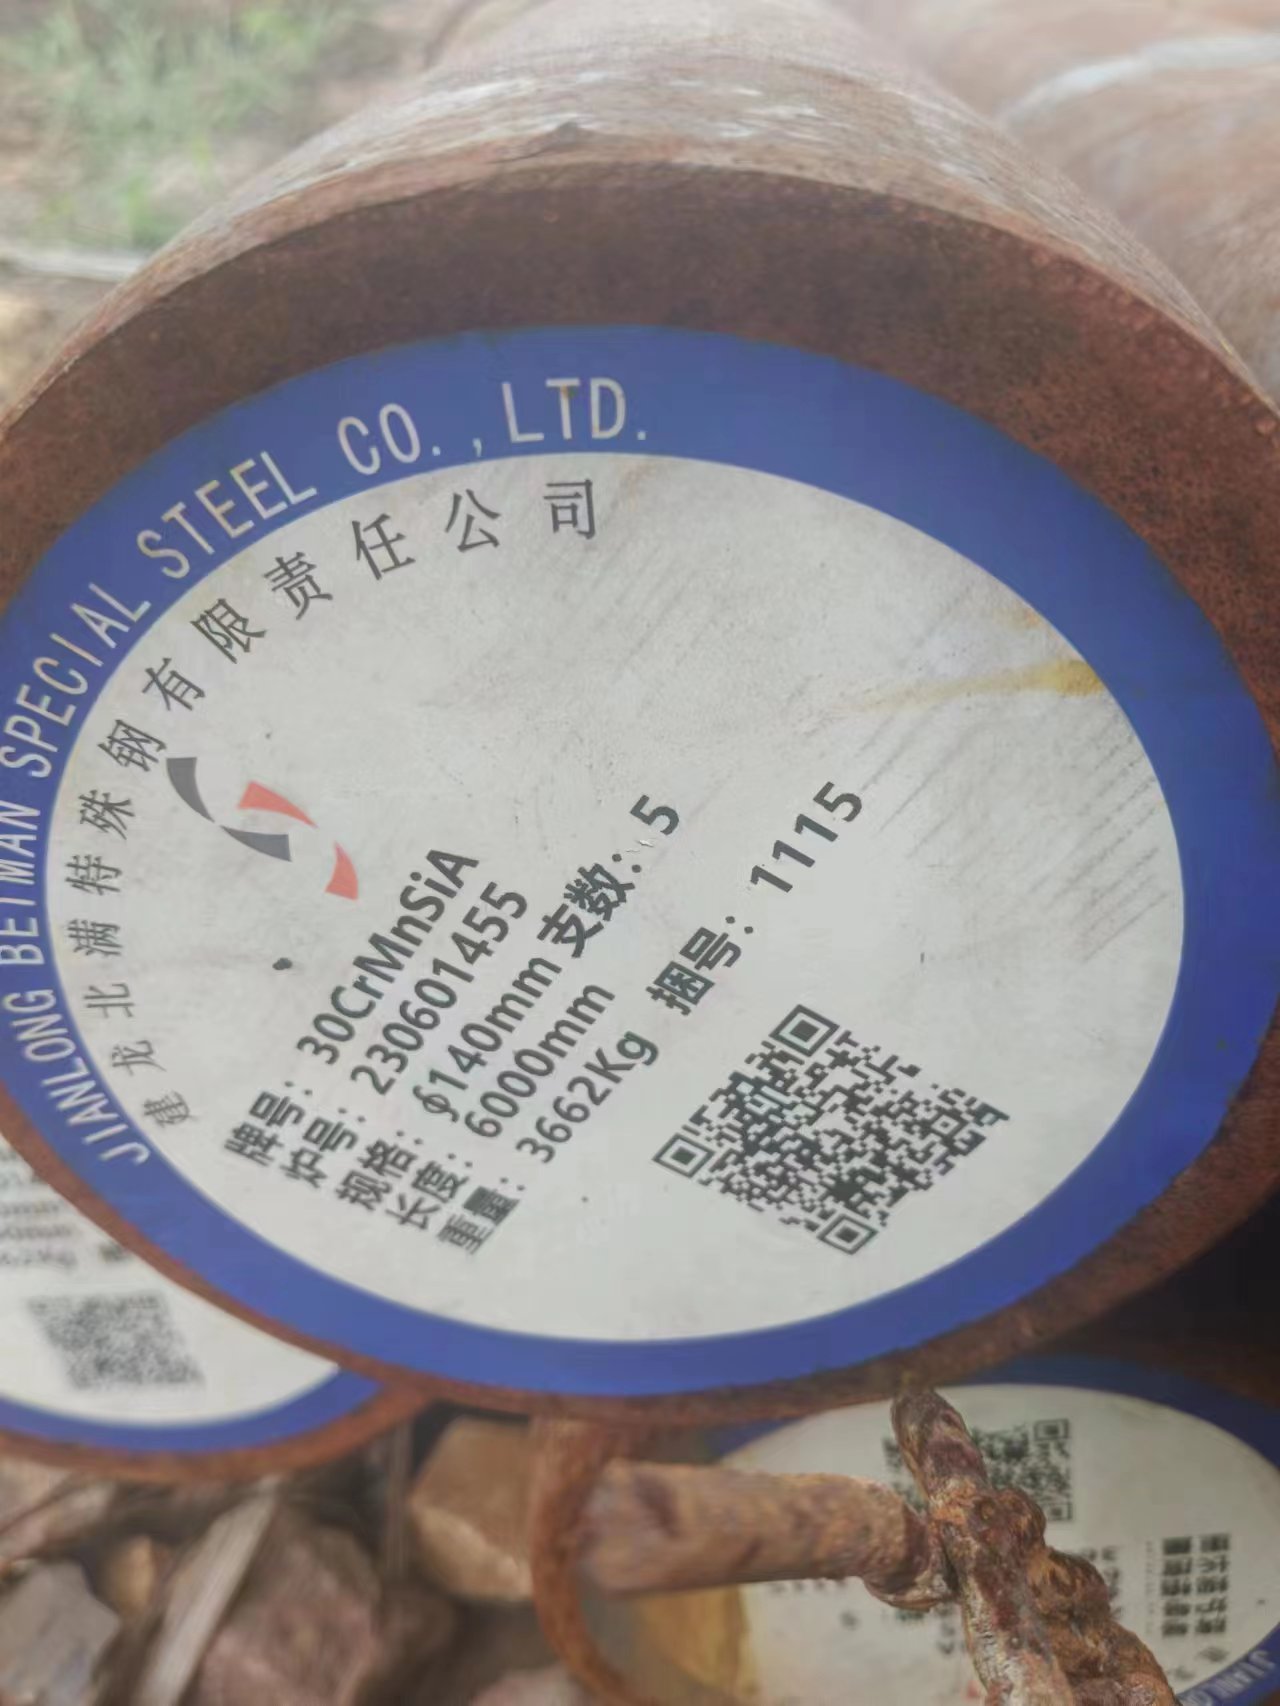 JIANLONG BEIMAN SPECIAL STEEL CO.,LTD.
建龙北满特殊钢有限责任公司
牌号：30CrMnSiA
炉号：230601455
规格：∮140mm 支数：5
长度：6000mm
重量：3662Kg 捆号：1115